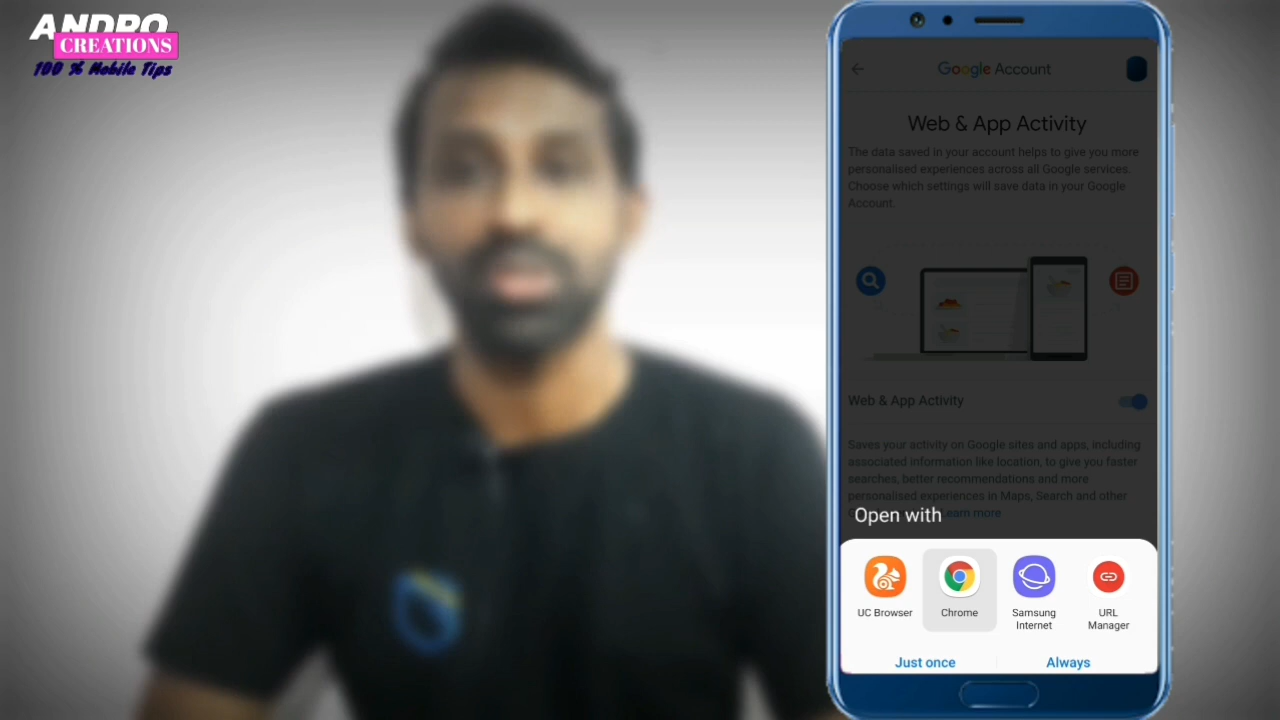 ANDRO
CREATIONS
100 % Mobile Tips
Google Account
Web & App Activity
The data saved in your account helps to give you more
personalised experiences across all Google services.
Choose which settings will save data in your Google
Account.
Web & App Activity
Saves your activity on Google sites and apps, including
associated information like location, to give you faster
searches, better recommendations and more
personalised experiences in Maps, Search and other
Learn more
Open with
UC Browser
Chrome
Samsung
Internet
URL
Manager
Just once
Always